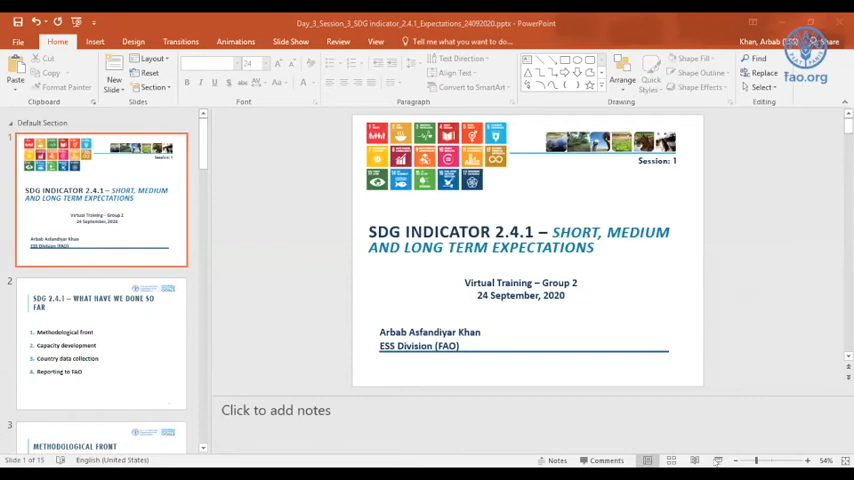 Day_3_Session_3_SDG indicator_2.4.1_Expectations_24092020.pptx - PowerPoint
File Home Insert Design Transitions Animations Slide Show Review View Tell me what you want to do... Khan, Arbab Share
fao.org
Paste
Cut
Copy
Format Painter
Clipboard
New
Slide
Layout
Reset
Section
Slides
24
B I U S abc AV Aa A
Font
Text Direction
Align Text
Convert to SmartArt
Paragraph
Arrange
Quick
Styles
Shape Fill
Shape Outline
Shape Effects
Drawing
Find
Replace
Select
Editing
Default Section
1
Session: 1
SDG INDICATOR 2.4.1 – SHORT, MEDIUM
AND LONG TERM EXPECTATIONS
Virtual Training – Group 2
24 September, 2020
Arbab Asfandiyar Khan
ESS Division (FAO)
2
SDG 2.4.1 – WHAT HAVE WE DONE SO
FAR
1. Methodological front
2. Capacity development
3. Country data collection
4. Reporting to FAO
3
METHODOLOGICAL FRONT
Session: 1
SDG INDICATOR 2.4.1 – SHORT, MEDIUM
AND LONG TERM EXPECTATIONS
Virtual Training – Group 2
24 September, 2020
Arbab Asfandiyar Khan
ESS Division (FAO)
Click to add notes
Slide 1 of 15 English (United States) Notes Comments 54%